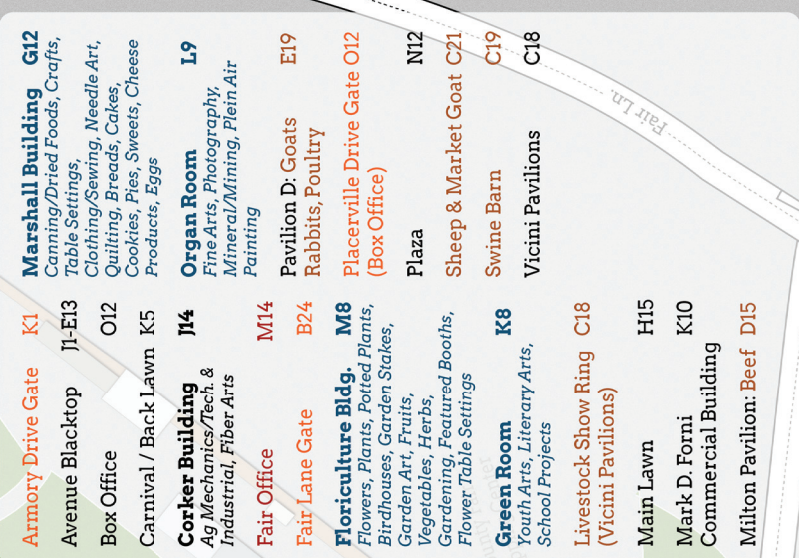 Armory Drive Gate K1
Avenue Blacktop J1-E13
Box Office O12
Carnival / Back Lawn K5
Corker Building J14
Ag Mechanics/Tech. &
Industrial, Fiber Arts
Fair Office M14
Fair Lane Gate B24
Floriculture Bldg. M8
Flowers, Plants, Potted Plants,
Birdhouses, Garden Stakes,
Garden Art, Fruits,
Vegetables, Herbs,
Gardening, Featured Booths,
Flower Table Settings
Green Room K8
Youth Arts, Literary Arts,
School Projects
Livestock Show Ring C18
(Vicini Pavilions)
Main Lawn H15
Mark D. Forni K10
Commercial Building
Milton Pavilion: Beef D15
Marshall Building G12
Canning/Dried Foods, Crafts,
Table Settings,
Clothing/Sewing, Needle Art,
Quilting, Breads, Cakes,
Cookies, Pies, Sweets, Cheese
Products, Eggs
Organ Room L9
Fine Arts, Photography,
Mineral/Mining, Plein Air
Painting
Pavilion D: Goats E19
Rabbits, Poultry
Placerville Drive Gate O12
(Box Office)
Plaza N12
Sheep & Market Goat C21
Swine Barn C19
Vicini Pavilions C18
Fair Ln.